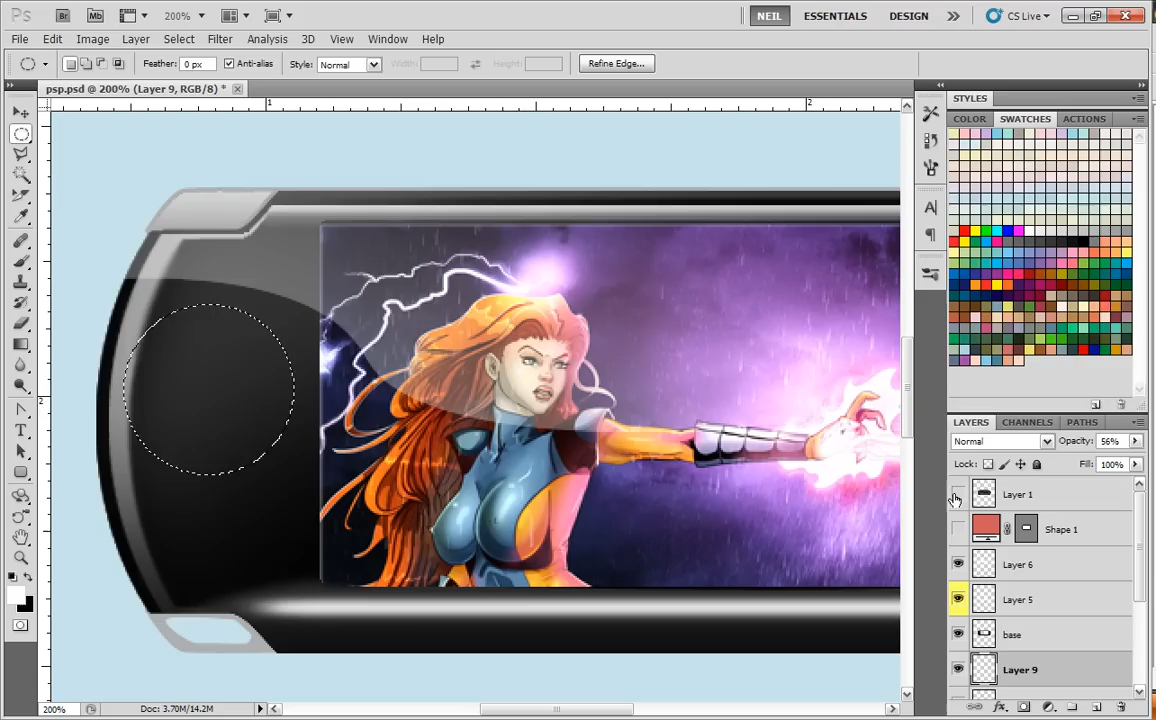 Ps Br Mb 200% NEIL ESSENTIALS DESIGN CS Live
File Edit Image Layer Select Filter Analysis 3D View Window Help
Feather: 0 px Anti-alias Style: Normal Width: Height: Refine Edge...
psp.psd @ 200% (Layer 9, RGB/8) *
STYLES
COLOR SWATCHES ACTIONS
1 2
2
LAYERS CHANNELS PATHS
Normal Opacity: 56%
Lock: Fill: 100%
Layer 1
Shape 1
Layer 6
Layer 5
base
Layer 9
200% Doc: 3.70M/14.2M